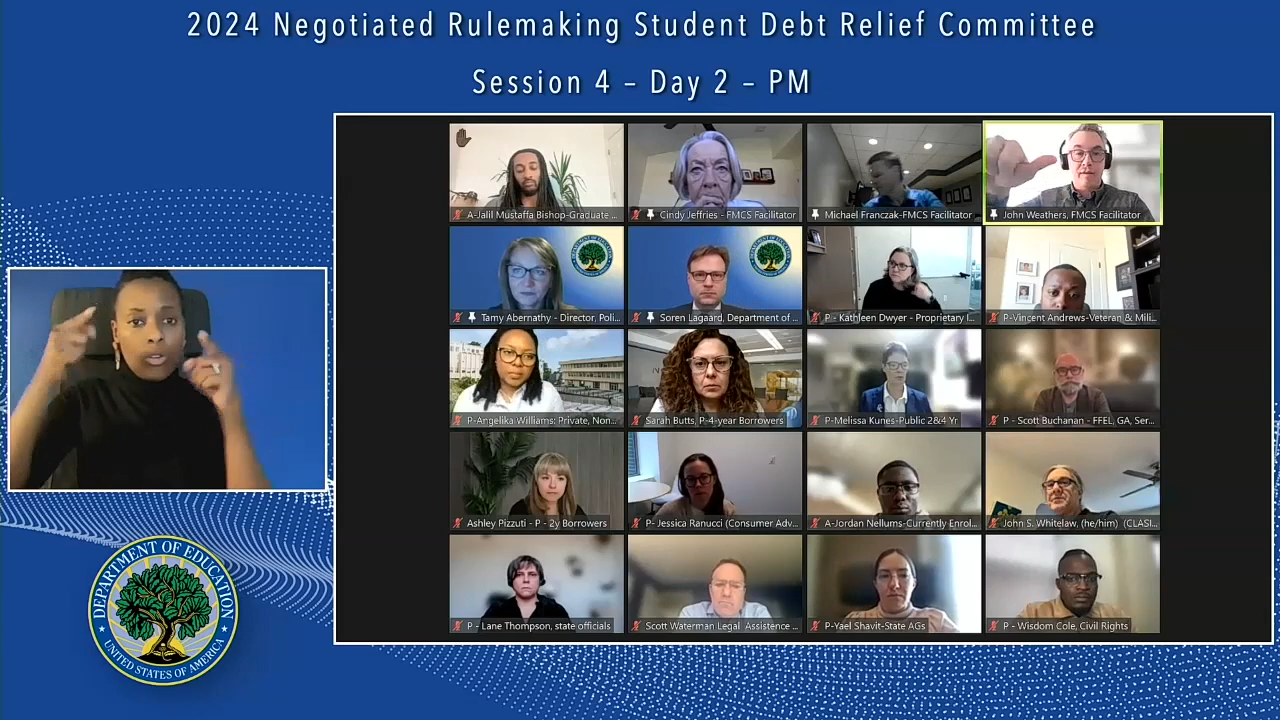 2024 Negotiated Rulemaking Student Debt Relief Committee
Session 4 – Day 2 – PM
A-Jalil Mustaffa Bishop-Graduate ...
Cindy Jeffries - FMCS Facilitator
Michael Franczak-FMCS Facilitator
John Weathers, FMCS Facilitator
Tamy Abernathy - Director, Poli...
Soren Lagaard, Department of ...
P - Kathleen Dwyer - Proprietary I...
P-Vincent Andrews-Veteran & Mili...
P-Angelika Williams: Private, Non...
Sarah Butts, P-4-year Borrowers
P-Melissa Kunes-Public 2&4 Yr
P - Scott Buchanan - FFEL, GA, Ser...
Ashley Pizzuti - P - 2y Borrowers
P- Jessica Ranucci (Consumer Adv...
A-Jordan Nellums-Currently Enrol...
John S. Whitelaw, (he/him) (CLASI...
P - Lane Thompson, state officials
Scott Waterman Legal Assistence ...
P-Yael Shavit-State AGs
P - Wisdom Cole, Civil Rights
DEPARTMENT OF EDUCATION
UNITED STATES OF AMERICA